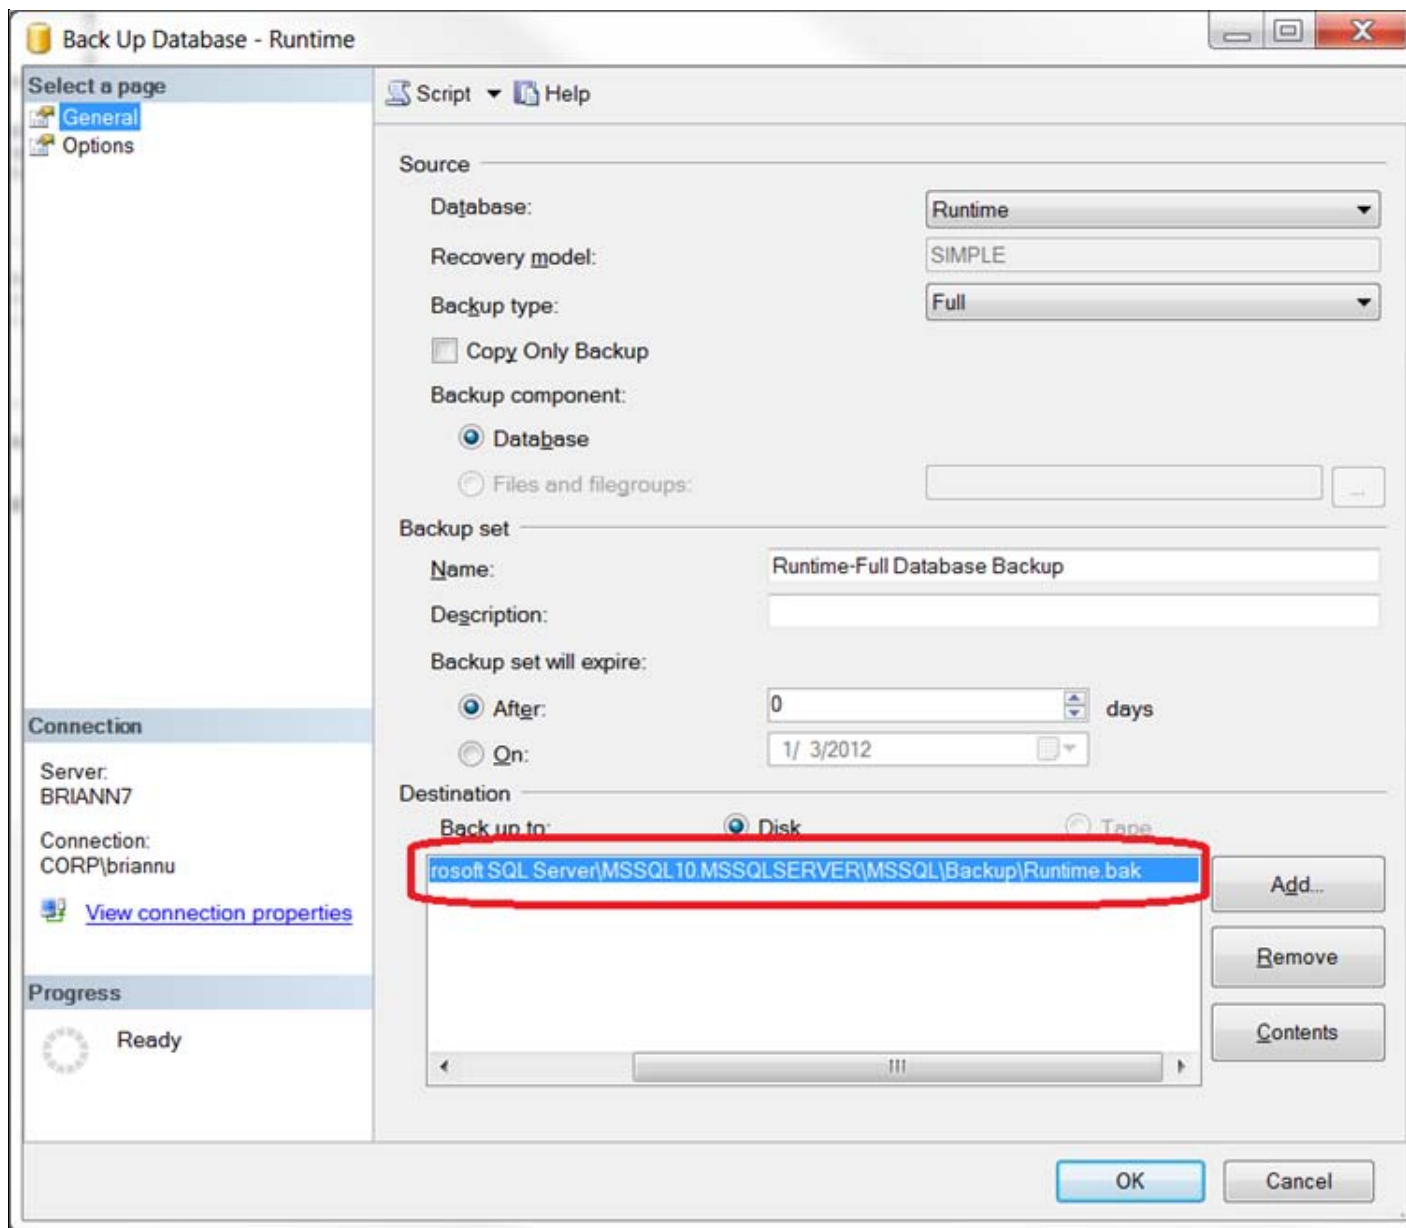 Back Up Database - Runtime
Select a page
General
Options
Script Help
Source
Database: Runtime
Recovery model: SIMPLE
Backup type: Full
Copy Only Backup
Backup component:
Database
Files and filegroups: ...
Backup set
Name: Runtime-Full Database Backup
Description:
Backup set will expire:
After: 0 days
On: 1/ 3/2012
Destination
Back up to: Disk Tape
rosoft SQL Server\MSSQL10.MSSQLSERVER\MSSQL\Backup\Runtime.bak
Add...
Remove
Contents
Connection
Server:
BRIANN7
Connection:
CORP\briannu
View connection properties
Progress
Ready
OK Cancel